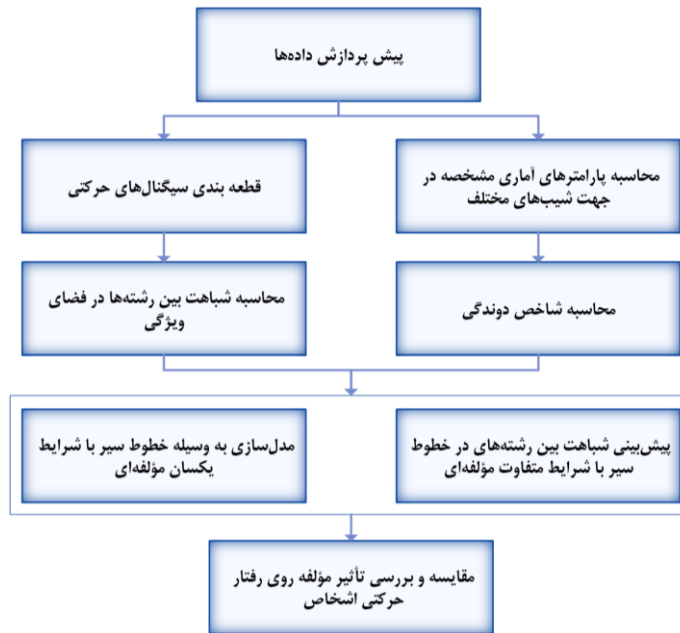 پیش پردازش داده‌ها
محاسبه پارامترهای آماری مشخصه در
جهت شیب‌های مختلف
قطعه بندی سیگنال‌های حرکتی
محاسبه شاخص دوندگی
محاسبه شباهت بین رشته‌ها در فضای
ویژگی
پیش‌بینی شباهت بین رشته‌های در خطوط
سیر با شرایط متفاوت مؤلفه‌ای
مدل‌سازی به وسیله خطوط سیر با شرایط
یکسان مؤلفه‌ای
مقایسه و بررسی تأثیر مؤلفه روی رفتار
حرکتی اشخاص